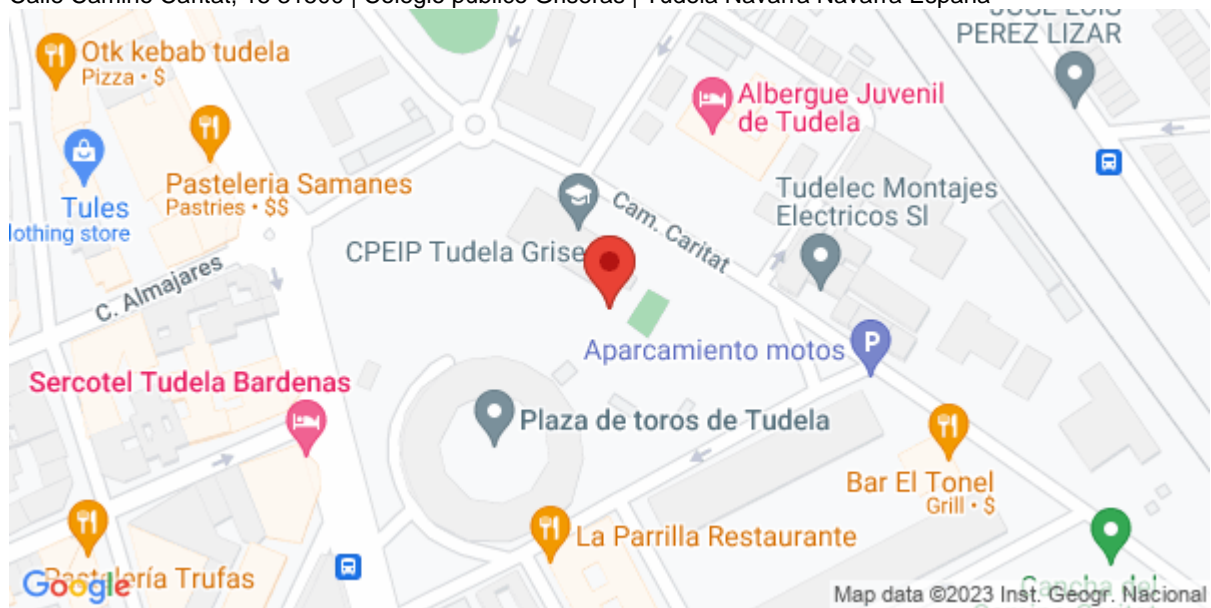 JOSE LUIS
PEREZ LIZAR
Otk kebab tudela
Pizza • $
Albergue Juvenil
de Tudela
Pasteleria Samanes
Pastries • $$
Tules
lothing store
Tudelec Montajes
Electricos Sl
Cam. Caritat
CPEIP Tudela Grise
C. Almajares
Aparcamiento motos
P
Sercotel Tudela Bardenas
Plaza de toros de Tudela
Bar El Tonel
Grill • $
La Parrilla Restaurante
Trufas
Google
Map data ©2023 Inst. Geogr. Nacional